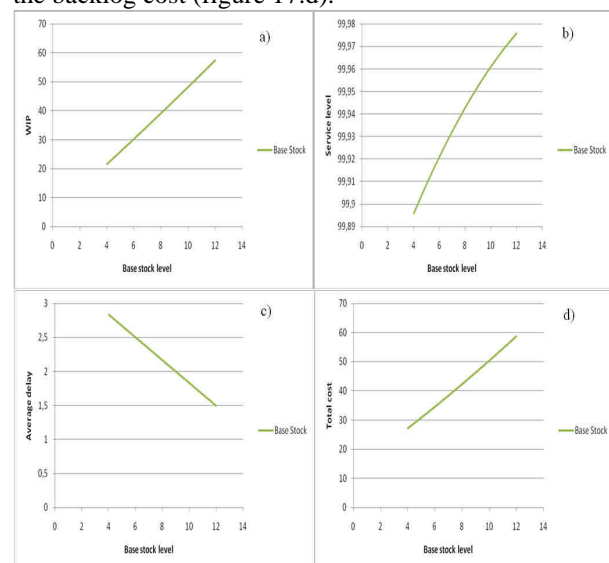 the backlog cost (figure 17.d).
a)
70
60
50
40
30
20
10
0
WIP
0 2 4 6 8 10 12 14
Base stock level
Base Stock
b)
99,98
99,97
99,96
99,95
99,94
99,93
99,92
99,91
99,9
99,89
Service level
0 2 4 6 8 10 12 14
Base stock level
Base Stock
c)
3
2,5
2
1,5
1
0,5
0
Average delay
0 2 4 6 8 10 12 14
Base stock level
Base Stock
d)
70
60
50
40
30
20
10
0
Total cost
0 2 4 6 8 10 12 14
Base stock level
Base Stock